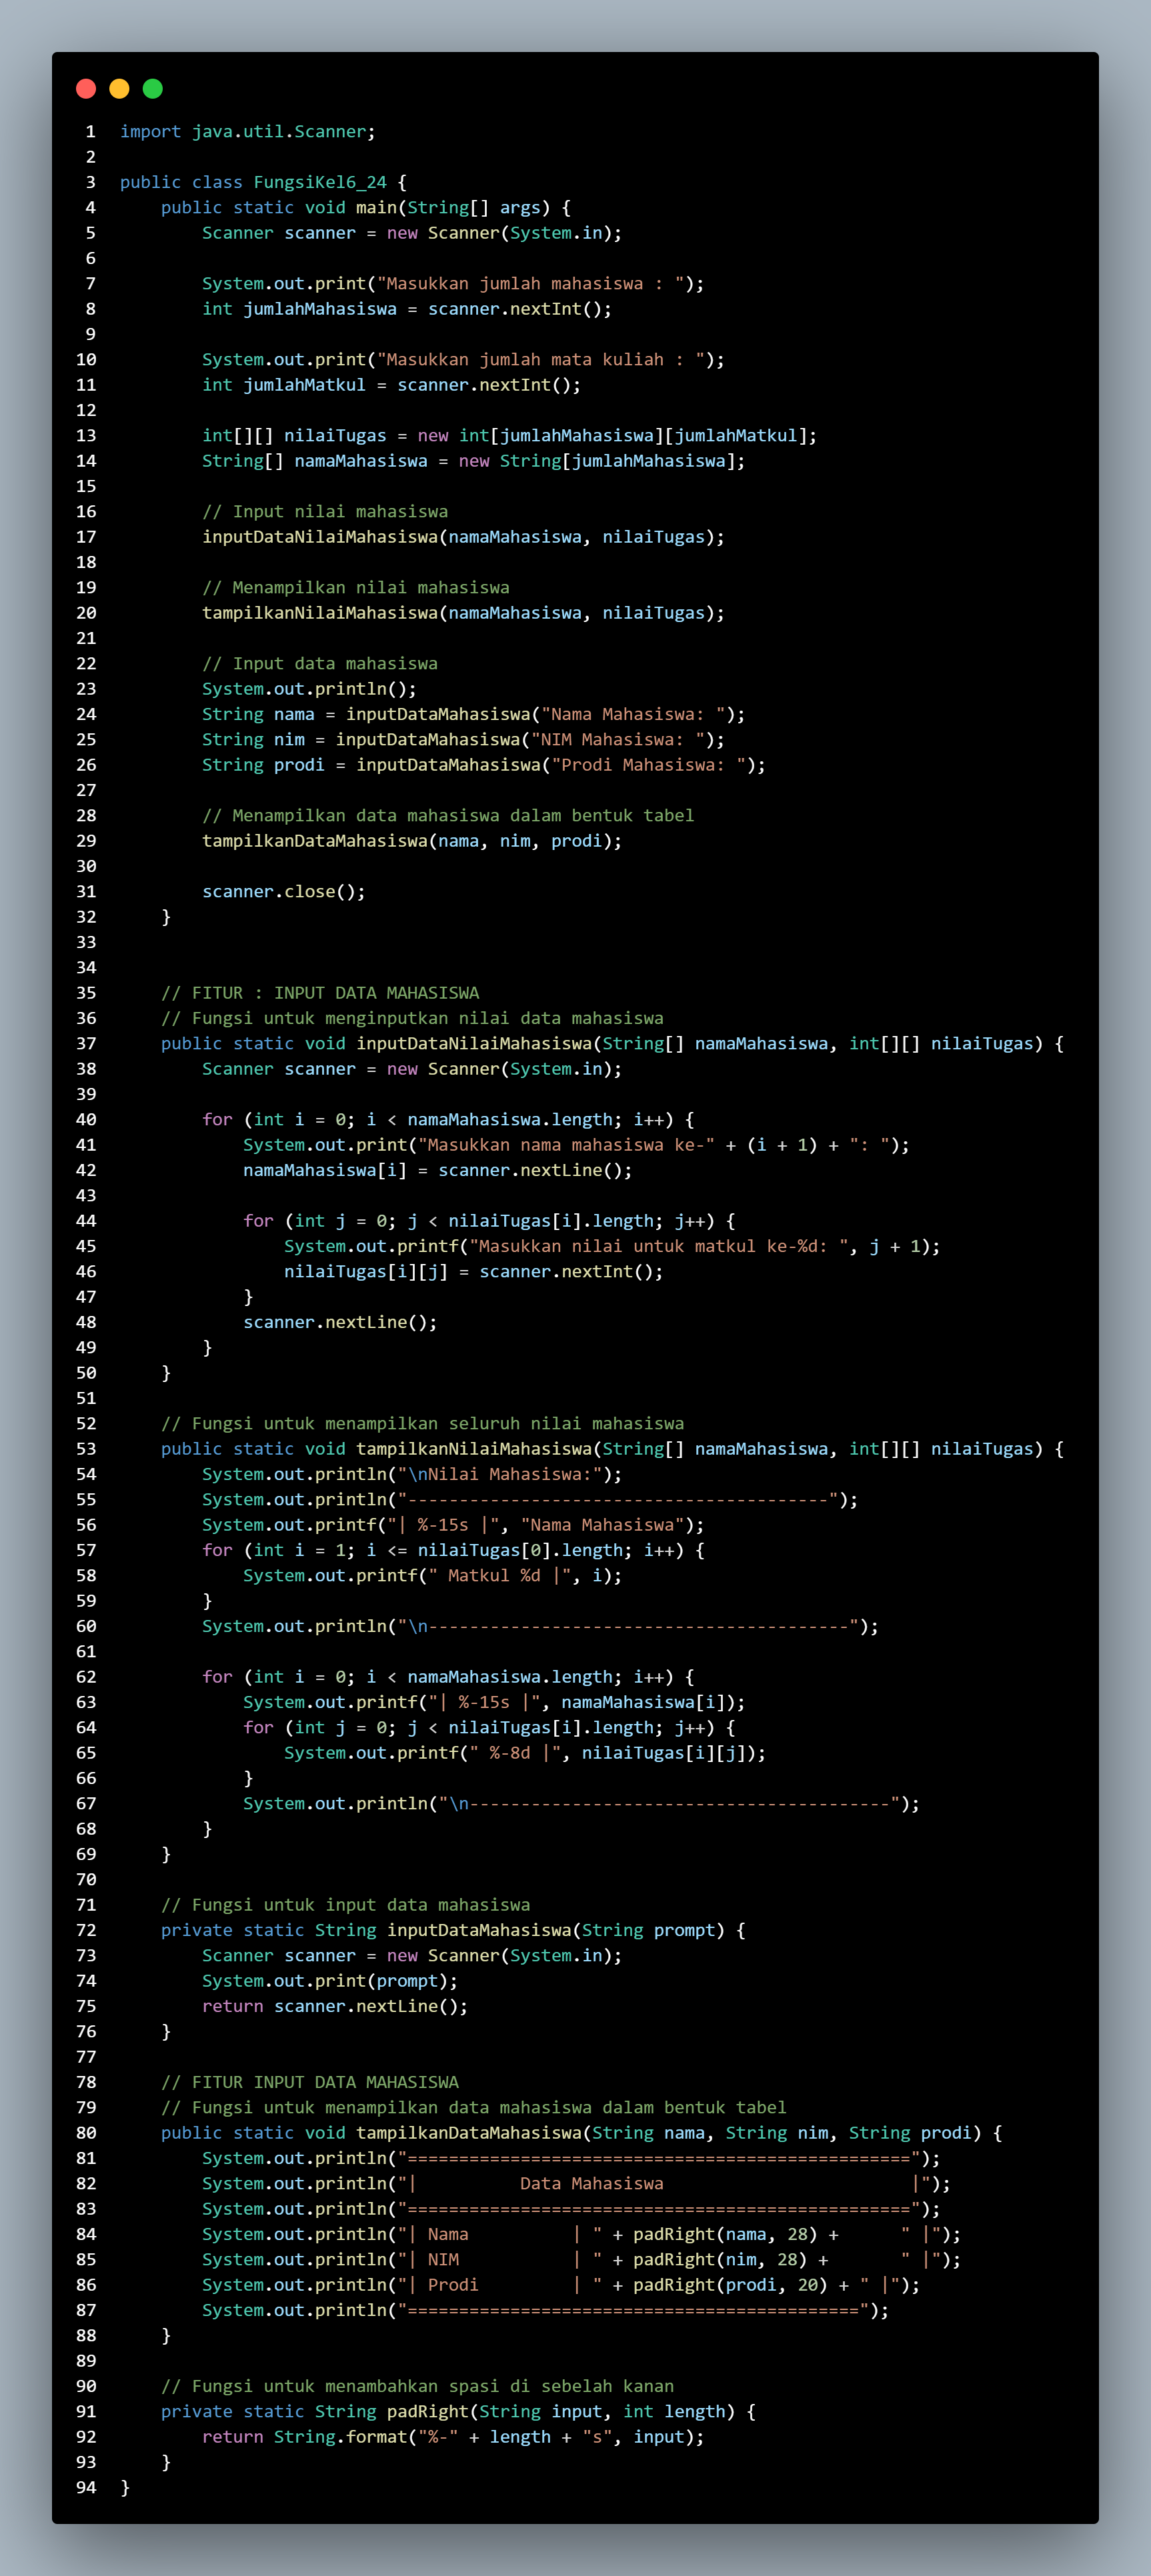 1 import java.util.Scanner;
2
3 public class FungsiKel6_24 {
4     public static void main(String[] args) {
5         Scanner scanner = new Scanner(System.in);
6
7         System.out.print("Masukkan jumlah mahasiswa : ");
8         int jumlahMahasiswa = scanner.nextInt();
9
10         System.out.print("Masukkan jumlah mata kuliah : ");
11         int jumlahMatkul = scanner.nextInt();
12
13         int[][] nilaiTugas = new int[jumlahMahasiswa][jumlahMatkul];
14         String[] namaMahasiswa = new String[jumlahMahasiswa];
15
16         // Input nilai mahasiswa
17         inputDataNilaiMahasiswa(namaMahasiswa, nilaiTugas);
18
19         // Menampilkan nilai mahasiswa
20         tampilkanNilaiMahasiswa(namaMahasiswa, nilaiTugas);
21
22         // Input data mahasiswa
23         System.out.println();
24         String nama = inputDataMahasiswa("Nama Mahasiswa: ");
25         String nim = inputDataMahasiswa("NIM Mahasiswa: ");
26         String prodi = inputDataMahasiswa("Prodi Mahasiswa: ");
27
28         // Menampilkan data mahasiswa dalam bentuk tabel
29         tampilkanDataMahasiswa(nama, nim, prodi);
30
31         scanner.close();
32     }
33
34
35     // FITUR : INPUT DATA MAHASISWA
36     // Fungsi untuk menginputkan nilai data mahasiswa
37     public static void inputDataNilaiMahasiswa(String[] namaMahasiswa, int[][] nilaiTugas) {
38         Scanner scanner = new Scanner(System.in);
39
40         for (int i = 0; i < namaMahasiswa.length; i++) {
41             System.out.print("Masukkan nama mahasiswa ke-" + (i + 1) + ": ");
42             namaMahasiswa[i] = scanner.nextLine();
43
44             for (int j = 0; j < nilaiTugas[i].length; j++) {
45                 System.out.printf("Masukkan nilai untuk matkul ke-%d: ", j + 1);
46                 nilaiTugas[i][j] = scanner.nextInt();
47             }
48             scanner.nextLine();
49         }
50     }
51
52     // Fungsi untuk menampilkan seluruh nilai mahasiswa
53     public static void tampilkanNilaiMahasiswa(String[] namaMahasiswa, int[][] nilaiTugas) {
54         System.out.println("\nNilai Mahasiswa:");
55         System.out.println("-----------------------------------------");
56         System.out.printf("| %-15s |", "Nama Mahasiswa");
57         for (int i = 1; i <= nilaiTugas[0].length; i++) {
58             System.out.printf(" Matkul %d |", i);
59         }
60         System.out.println("\n-----------------------------------------");
61
62         for (int i = 0; i < namaMahasiswa.length; i++) {
63             System.out.printf("| %-15s |", namaMahasiswa[i]);
64             for (int j = 0; j < nilaiTugas[i].length; j++) {
65                 System.out.printf(" %-8d |", nilaiTugas[i][j]);
66             }
67             System.out.println("\n-----------------------------------------");
68         }
69     }
70
71     // Fungsi untuk input data mahasiswa
72     private static String inputDataMahasiswa(String prompt) {
73         Scanner scanner = new Scanner(System.in);
74         System.out.print(prompt);
75         return scanner.nextLine();
76     }
77
78     // FITUR INPUT DATA MAHASISWA
79     // Fungsi untuk menampilkan data mahasiswa dalam bentuk tabel
80     public static void tampilkanDataMahasiswa(String nama, String nim, String prodi) {
81         System.out.println("=================================================");
82         System.out.println("|          Data Mahasiswa                        |");
83         System.out.println("=================================================");
84         System.out.println("| Nama          | " + padRight(nama, 28) +      " |");
85         System.out.println("| NIM           | " + padRight(nim, 28) +       " |");
86         System.out.println("| Prodi         | " + padRight(prodi, 20) + " |");
87         System.out.println("============================================");
88     }
89
90     // Fungsi untuk menambahkan spasi di sebelah kanan
91     private static String padRight(String input, int length) {
92         return String.format("%-" + length + "s", input);
93     }
94 }